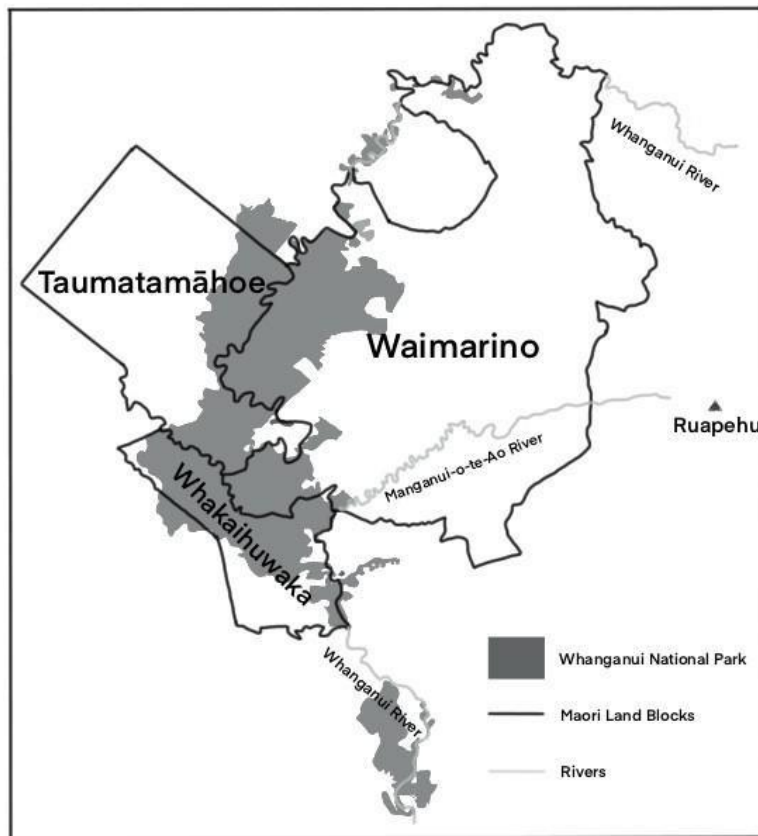 Whanganui River
Taumatamāhoe
Waimarino
Ruapehu
Manganui-o-te-Ao River
Whakaihuwaka
Whanganui River
Whanganui National Park
Maori Land Blocks
Rivers